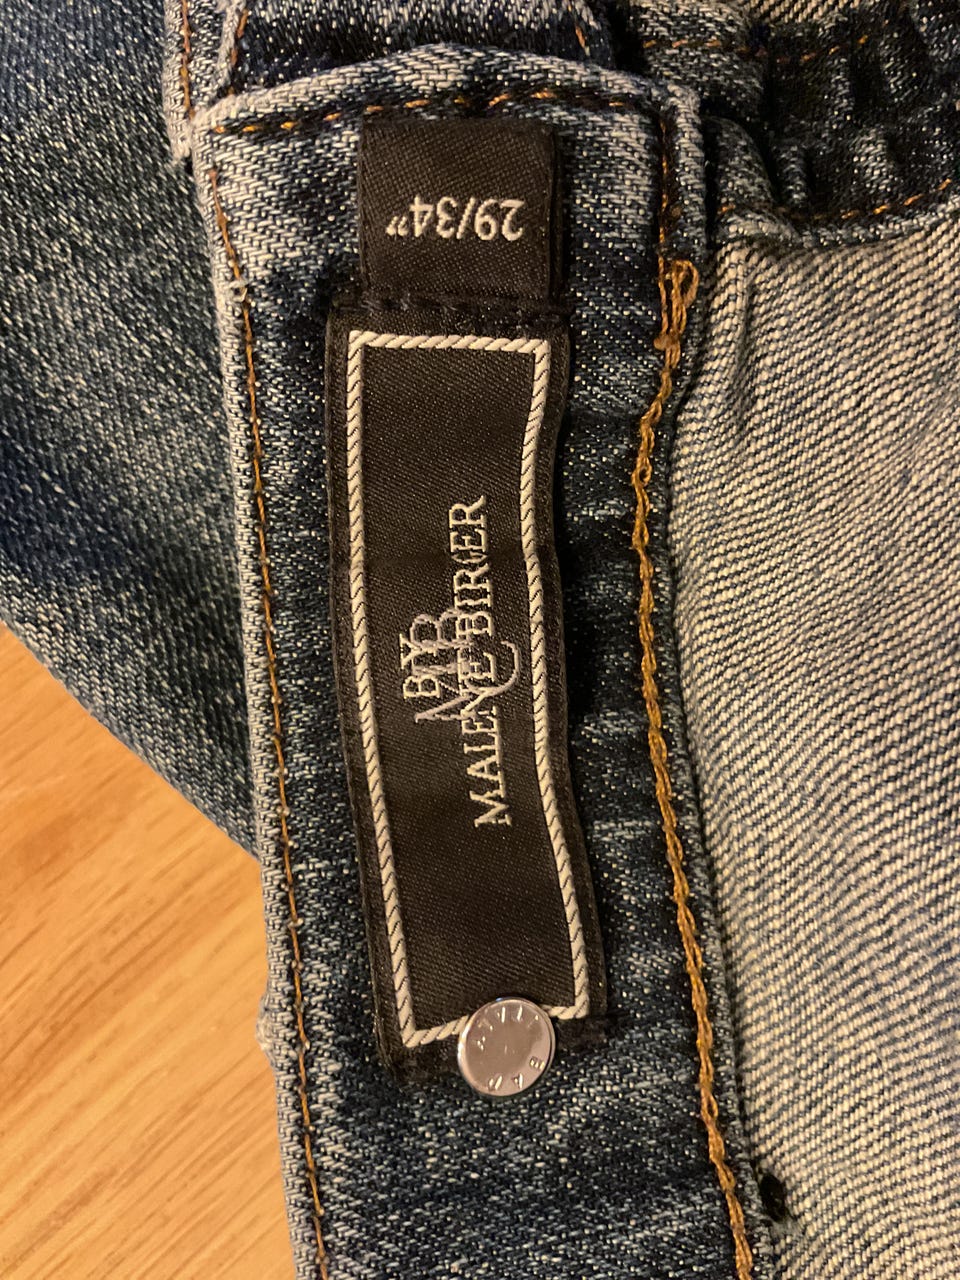 29/34"
BY
MALENE BIRGER